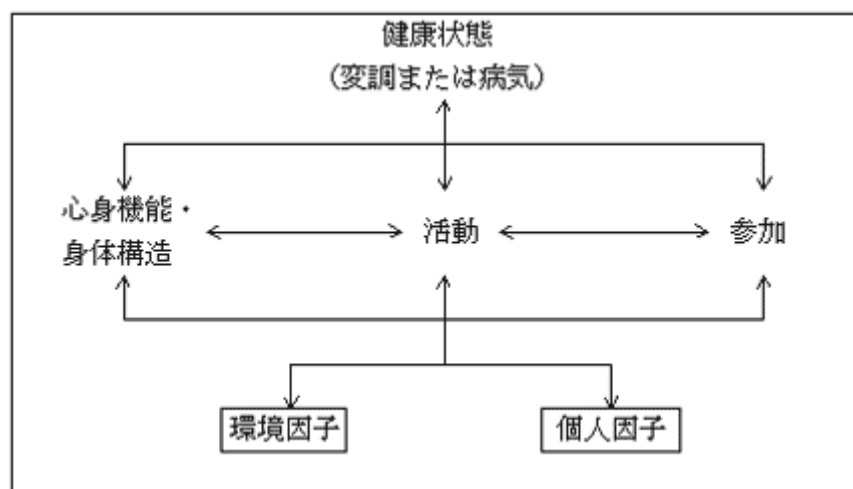 健康状態
（変調または病気）
心身機能・
身体構造
活動
参加
環境因子
個人因子